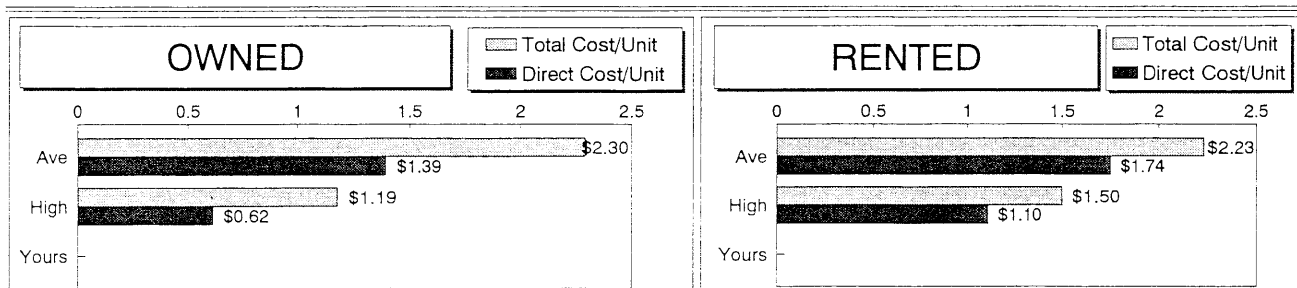 OWNED
Total Cost/Unit
Direct Cost/Unit
0 0.5 1 1.5 2 2.5
Ave
$2.30
$1.39
High
$1.19
$0.62
Yours
RENTED
Total Cost/Unit
Direct Cost/Unit
0 0.5 1 1.5 2 2.5
Ave
$2.23
$1.74
High
$1.50
$1.10
Yours